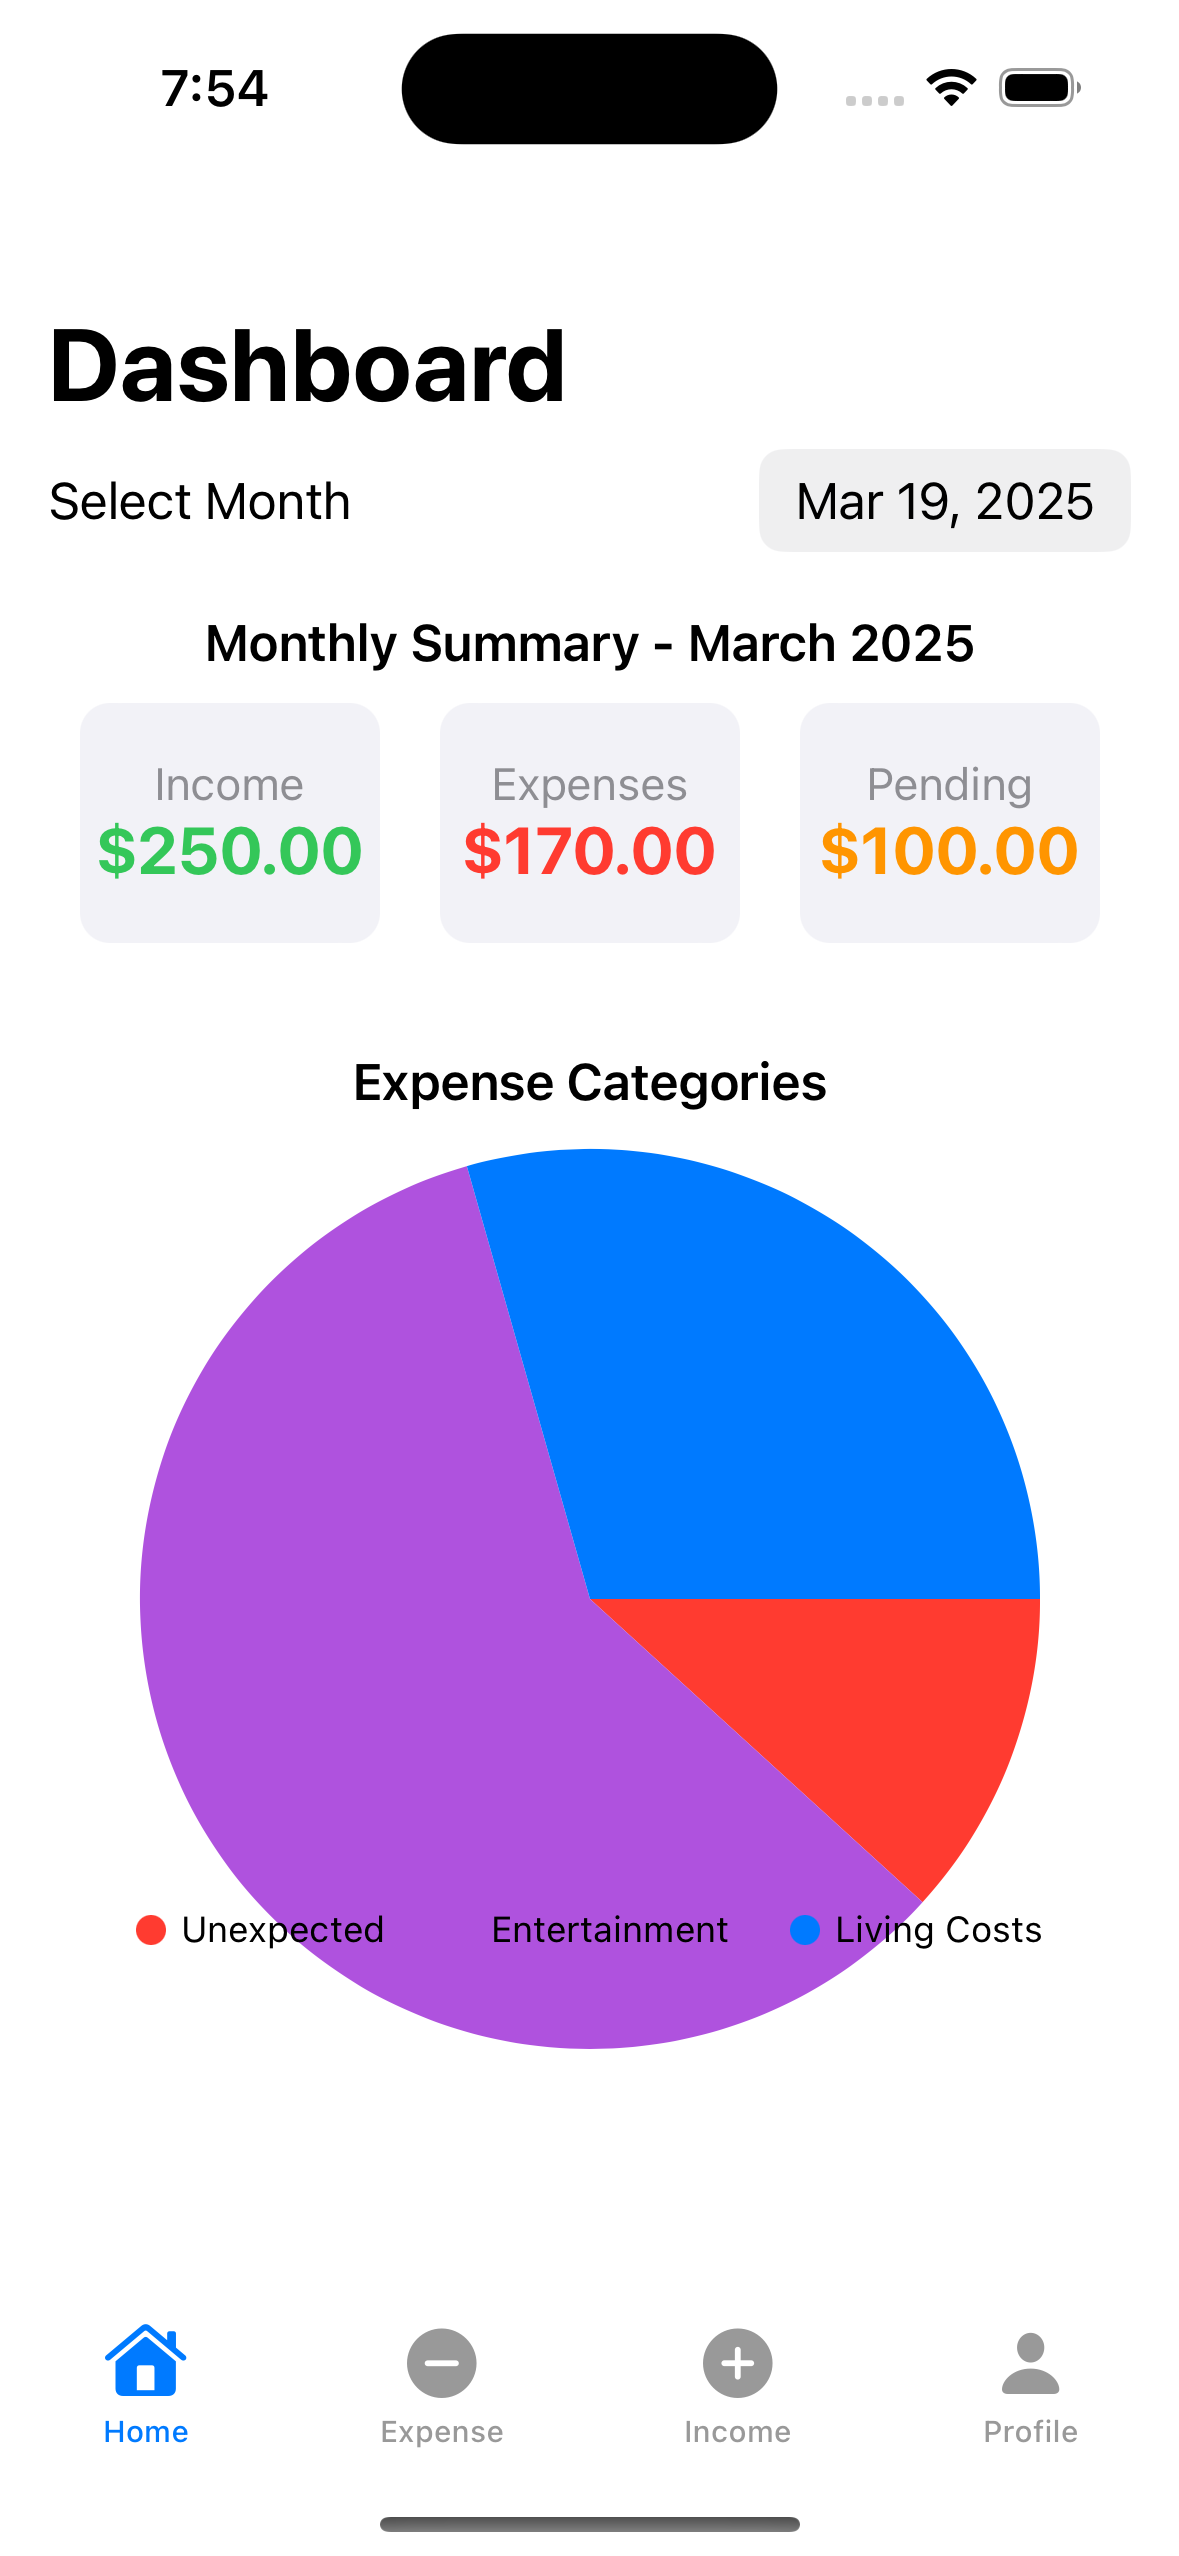 7:54
Dashboard
Select Month
Mar 19, 2025
Monthly Summary - March 2025
Income
$250.00
Expenses
$170.00
Pending
$100.00
Expense Categories
Unexpected
Entertainment
Living Costs
Home
Expense
Income
Profile